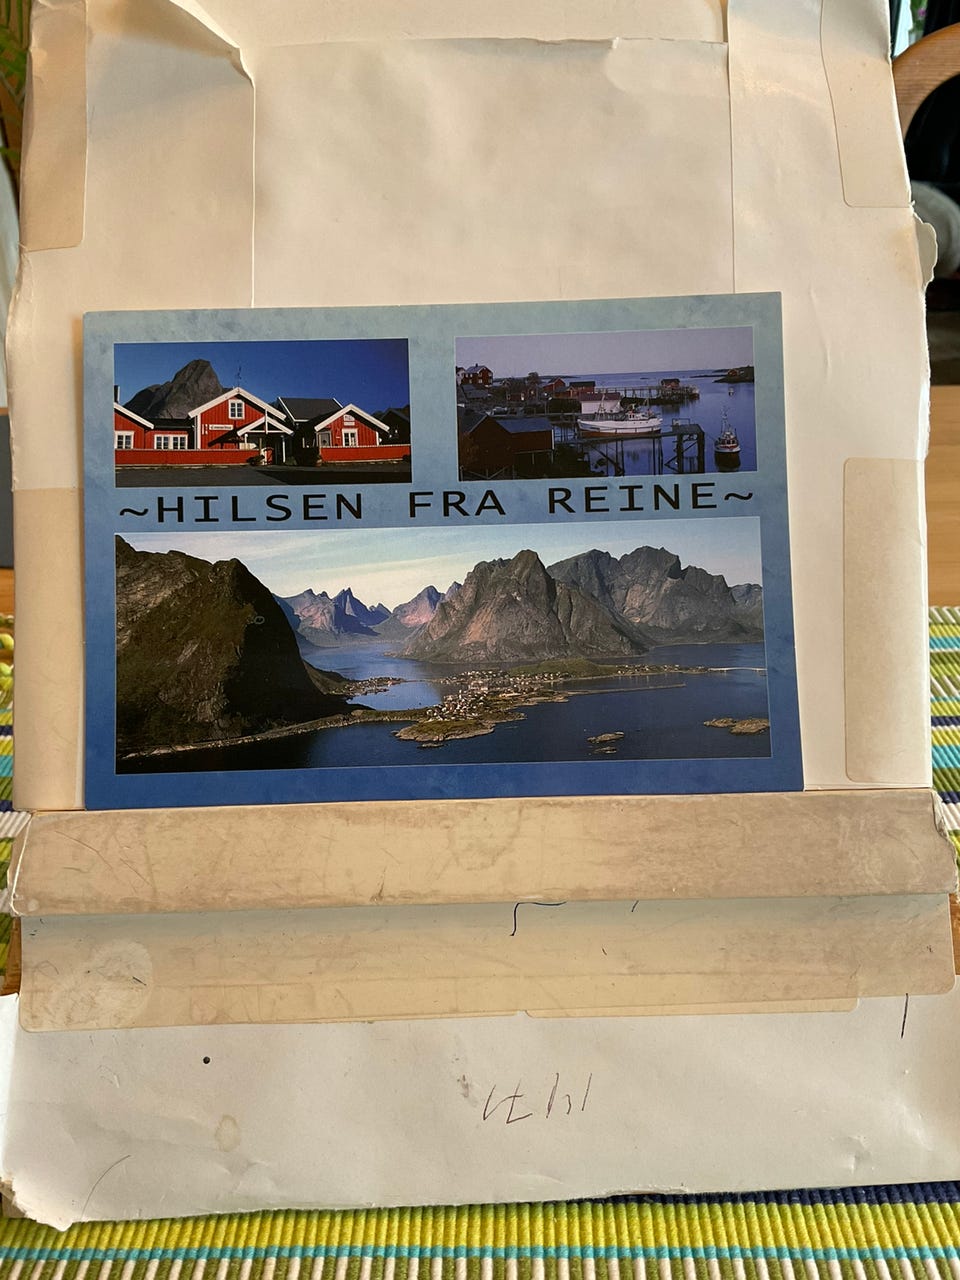 ~HILSEN FRA REINE~